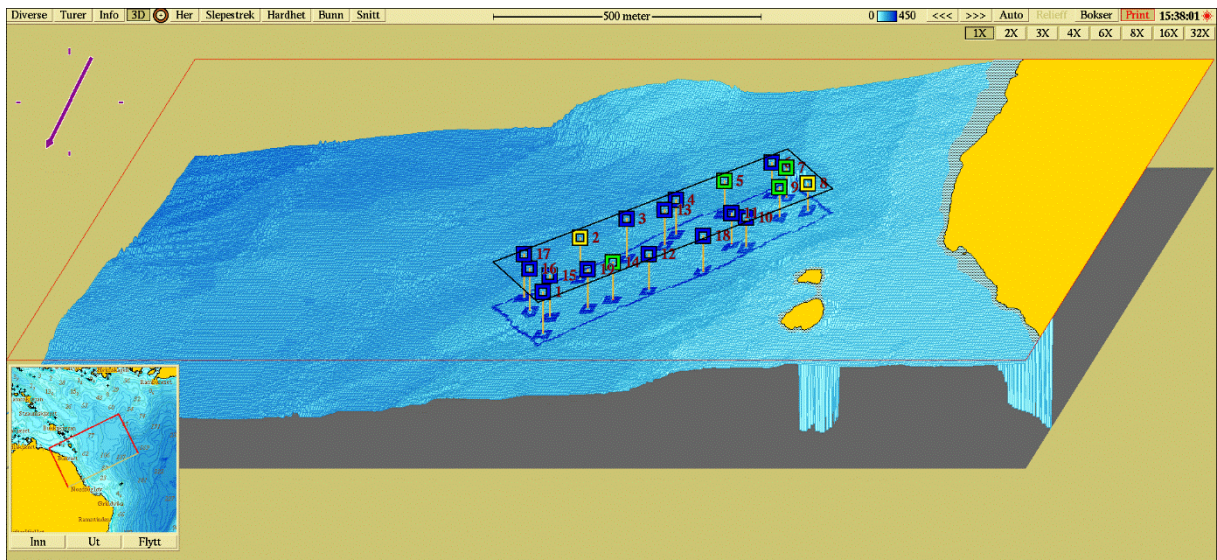 Diverse Turer Info 3D Her Slepestrek Hardhet Bunn Snitt 500 meter 0 450 <<< >>> Auto Relieff Bokser Print 15:38:01
1X 2X 3X 4X 6X 8X 16X 32X
7
5 9 8
4
3 13 11 10
2 18
17 12
16 15 19 14
1
Inn Ut Flytt